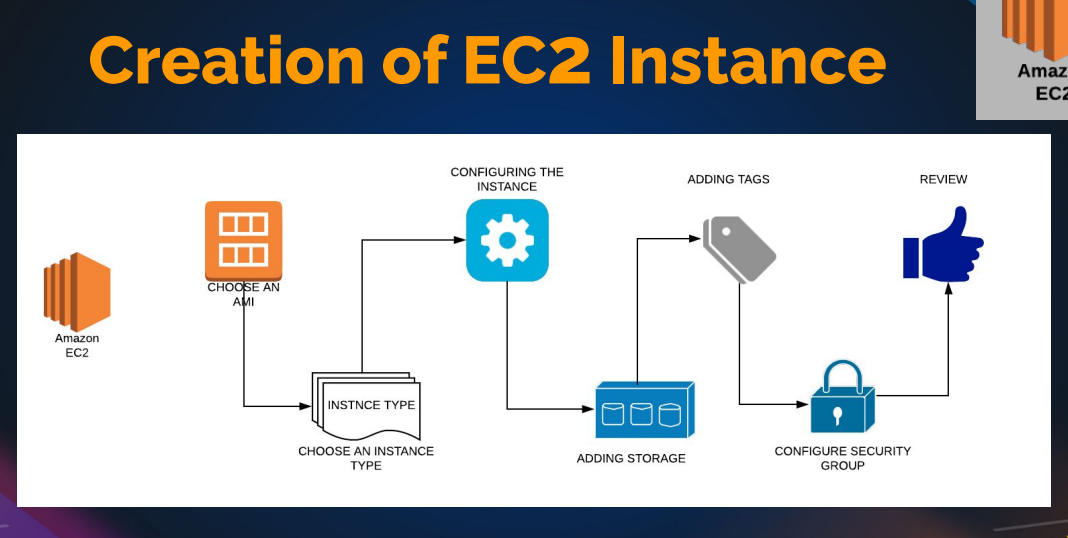 Creation of EC2 Instance
Amaz
EC2
CONFIGURING THE
INSTANCE
ADDING TAGS
REVIEW
CHOOSE AN
AMI
Amazon
EC2
INSTNCE TYPE
CHOOSE AN INSTANCE
TYPE
ADDING STORAGE
CONFIGURE SECURITY
GROUP